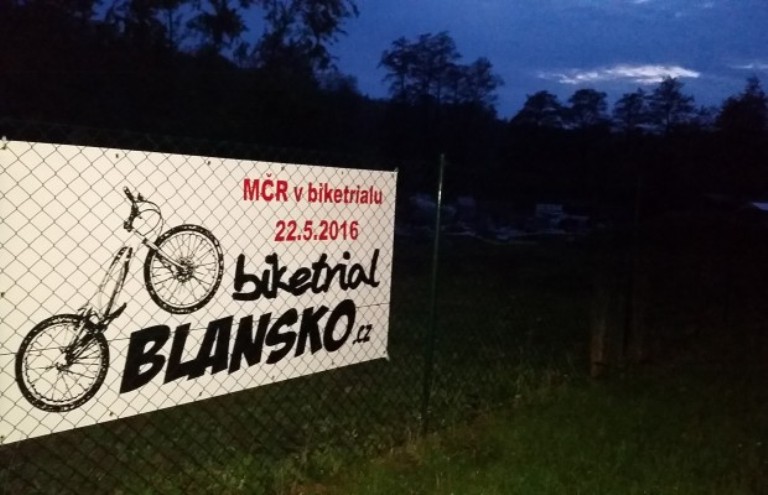 MČR v biketrialu
22.5.2016
biketrial
BLANSKO.cz